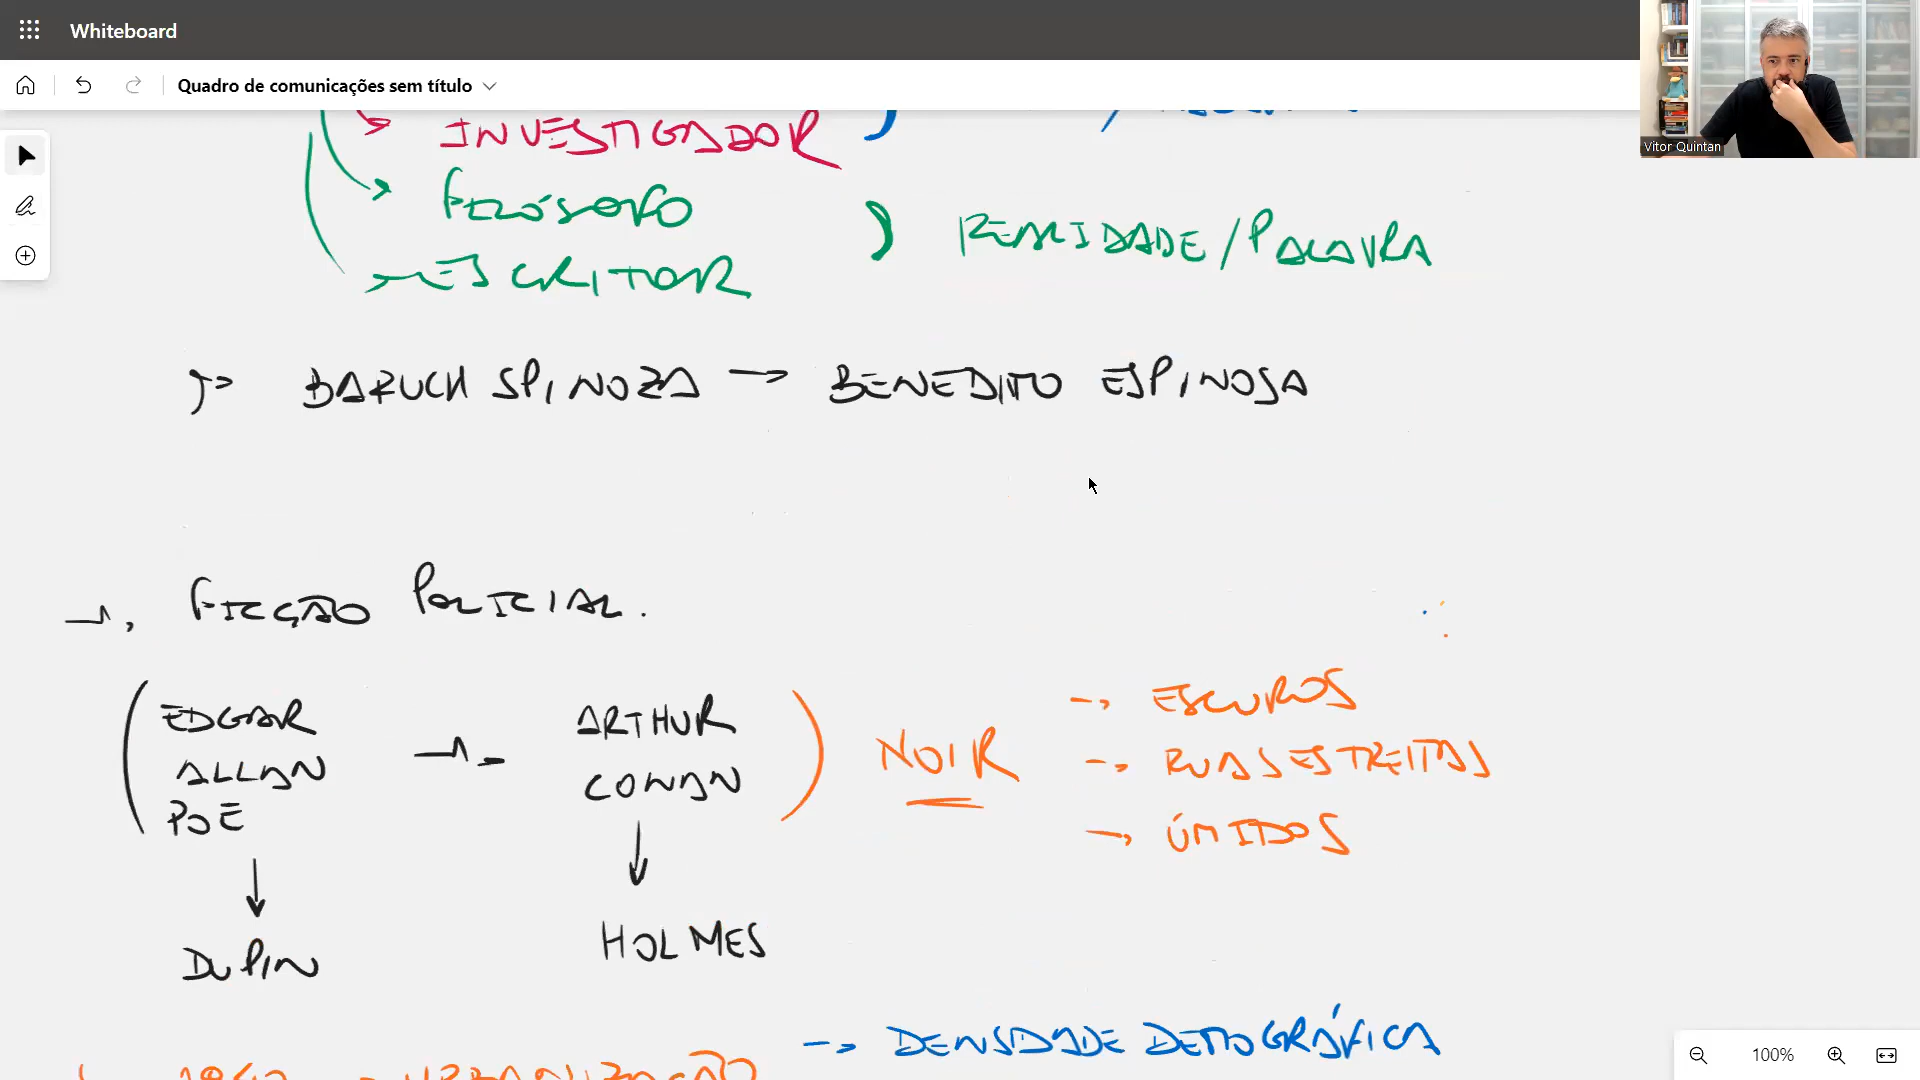 Whiteboard
Quadro de comunicações sem título
Vitor Quintan
INVESTIGADOR
FILÓSOFO
ESCRITOR
REALIDADE/PALAVRA
BARUCH SPINOZA → BENEDITO ESPINOSA
→ FICÇÃO POLICIAL.
EDGAR
ALLAN
POE
→
ARTHUR
CONAN
NOIR
→ ESCUROS
→ RUAS ESTREITAS
→ ÚMIDOS
DUPIN
HOLMES
→ DENSIDADE DEMOGRÁFICA
URBANIZAÇÃO
100%